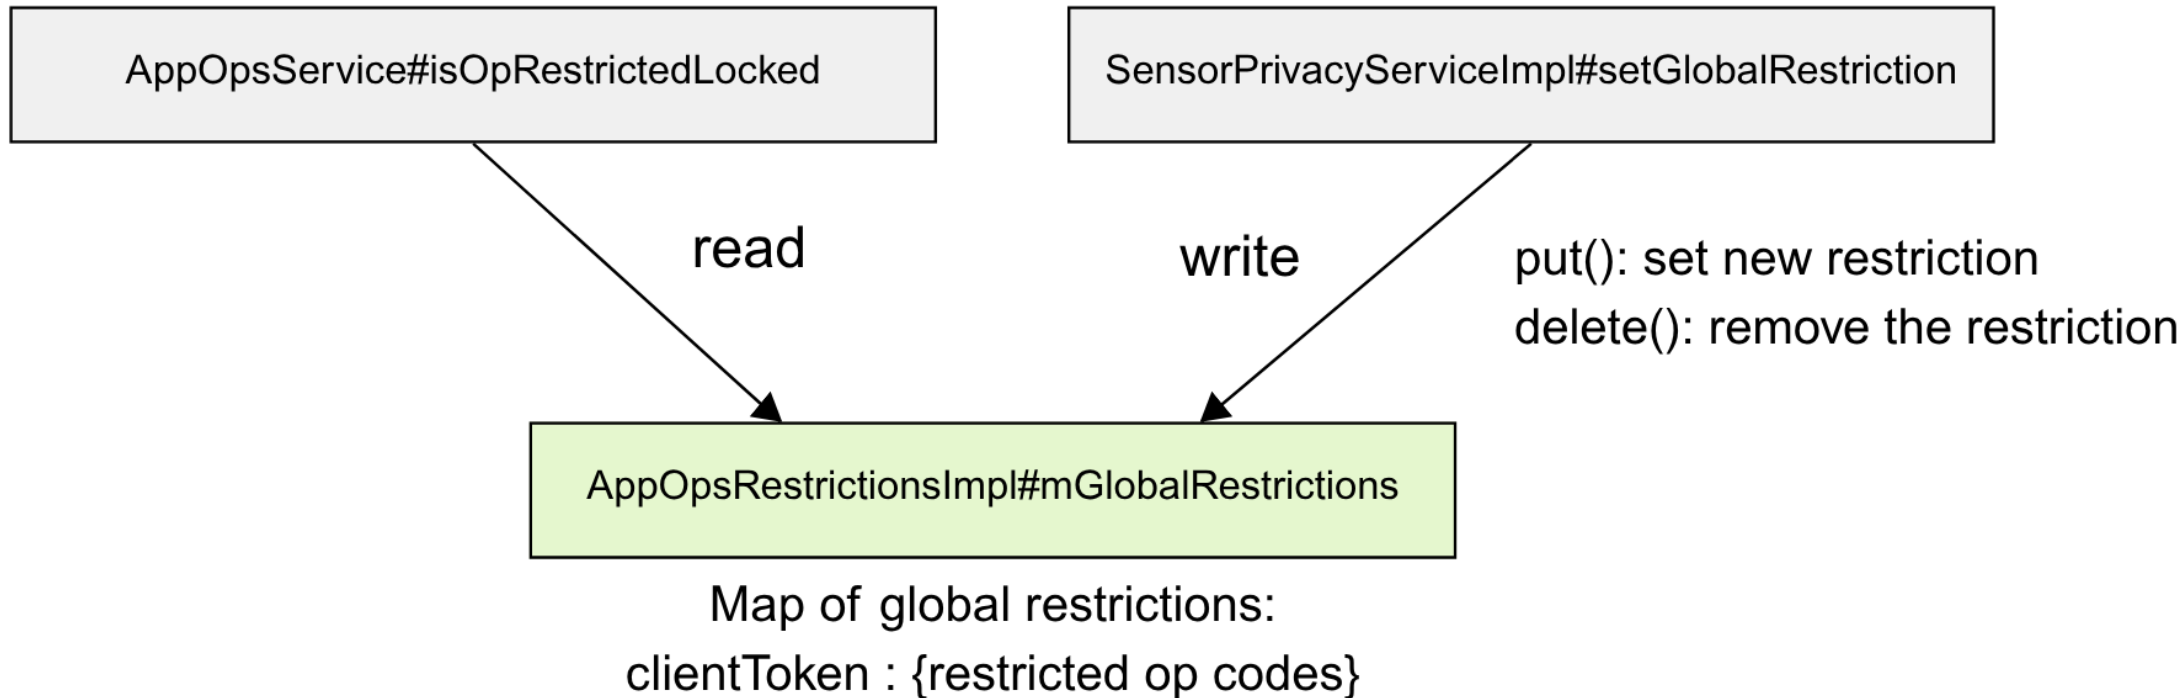 AppOpsService#isOpRestrictedLocked
SensorPrivacyServiceImpl#setGlobalRestriction
read
write
put(): set new restriction
delete(): remove the restriction
AppOpsRestrictionsImpl#mGlobalRestrictions
Map of global restrictions:
clientToken : {restricted op codes}